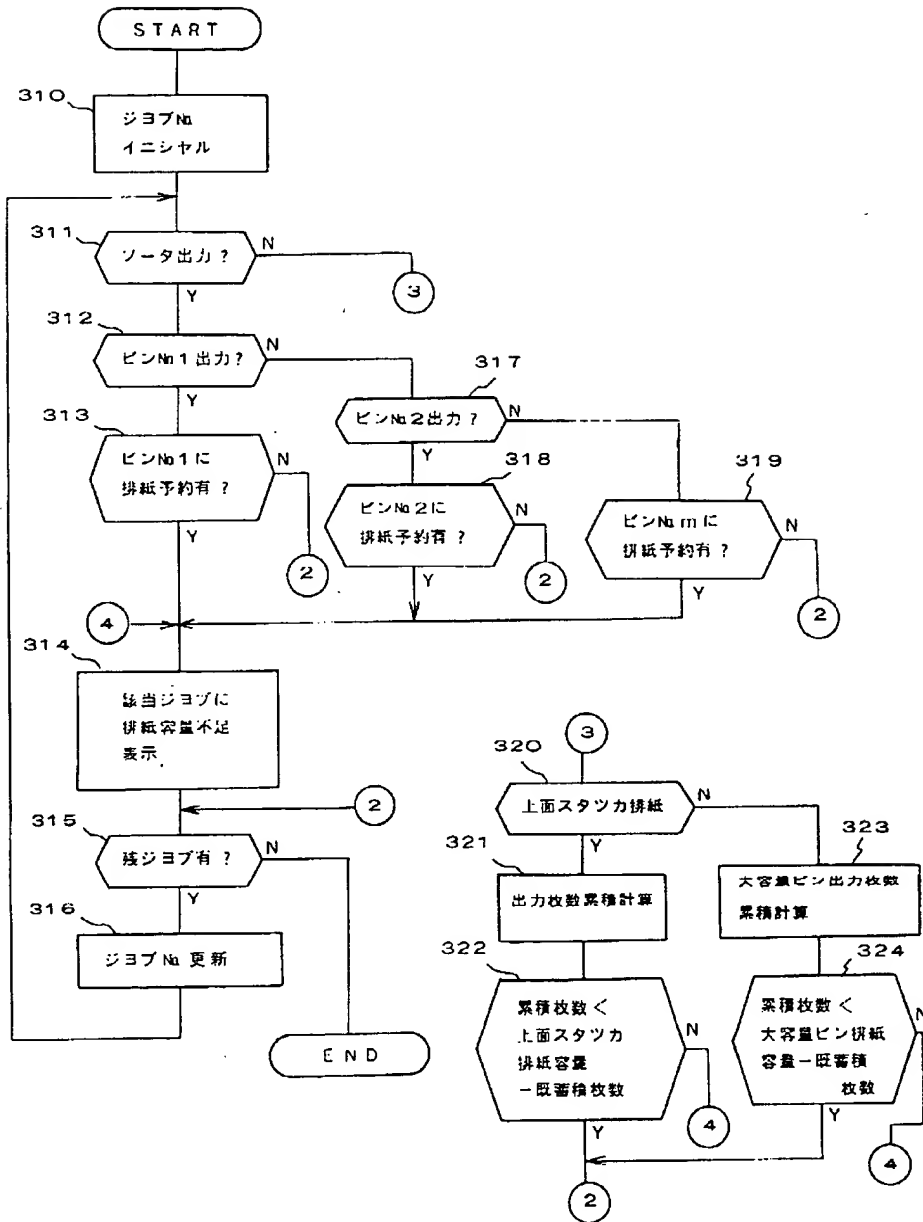 START
310
ジヨブNo.
イニシヤル
311
ソータ出力?
N
3
Y
312
ビンNo.1出力?
N
Y
317
ビンNo.2出力?
N
Y
313
ビンNo.1に
排紙予約有?
N
2
Y
318
ビンNo.2に
排紙予約有?
N
2
Y
319
ビンNo.mに
排紙予約有?
N
2
Y
4
314
該当ジヨブに
排紙容量不足
表示
2
315
残ジヨブ有?
N
Y
316
ジヨブNo.更新
END
3
320
上面スタツカ排紙
N
Y
321
出力枚数累積計算
323
大容量ビン出力枚数
累積計算
322
累積枚数<
上面スタツカ
排紙容量
-既蓄積枚数
N
4
Y
324
累積枚数<
大容量ビン排紙
容量-既蓄積
枚数
N
4
Y
2